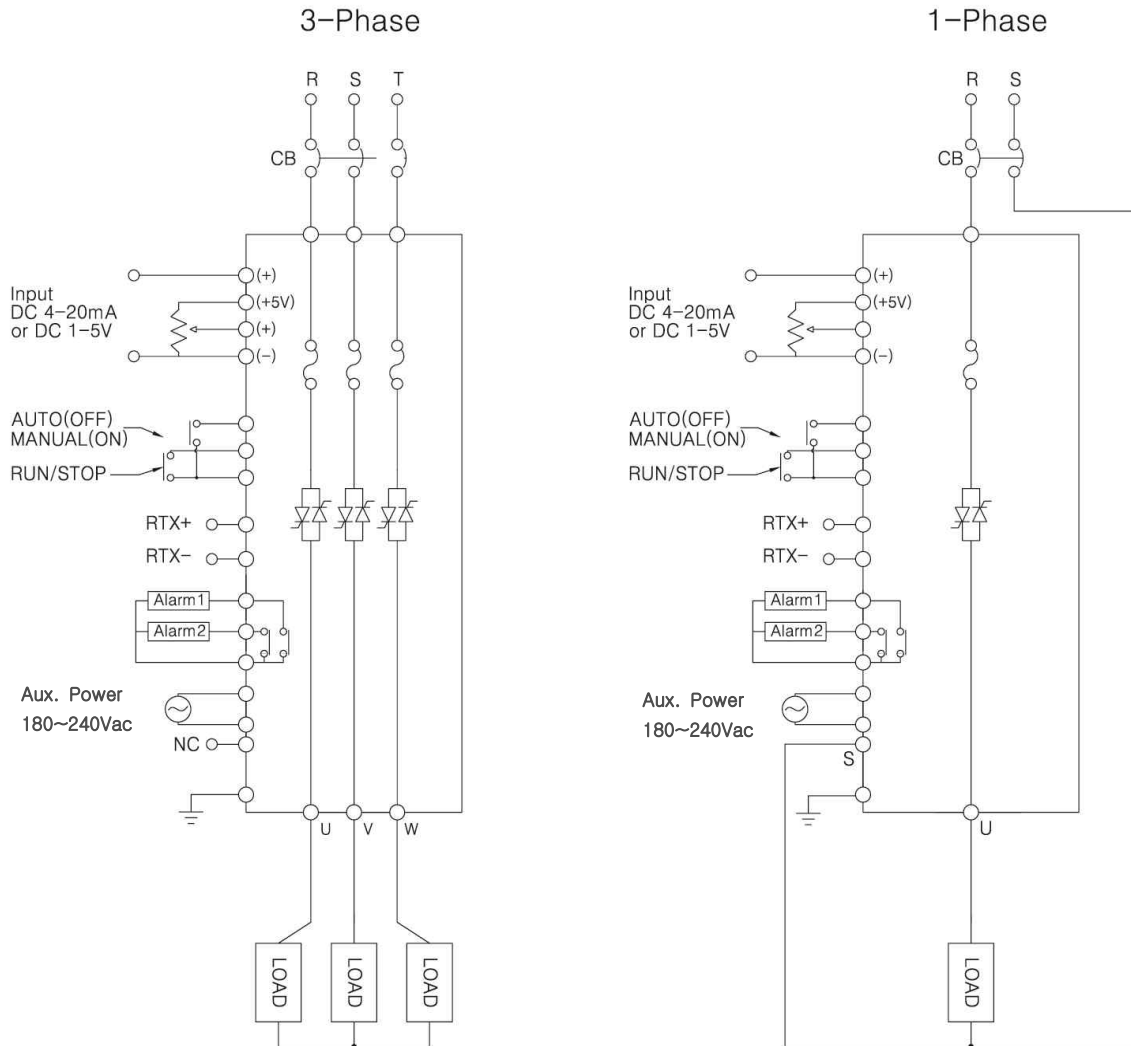 3-Phase
R
S
T
CB
(+)
(+5V)
(+)
(-)
Input
DC 4-20mA
or DC 1-5V
AUTO(OFF)
MANUAL(ON)
RUN/STOP
RTX+
RTX-
Alarm1
Alarm2
Aux. Power
180~240Vac
NC
U
V
W
LOAD
LOAD
LOAD
1-Phase
R
S
CB
(+)
(+5V)
(-)
Input
DC 4-20mA
or DC 1-5V
AUTO(OFF)
MANUAL(ON)
RUN/STOP
RTX+
RTX-
Alarm1
Alarm2
Aux. Power
180~240Vac
S
U
LOAD